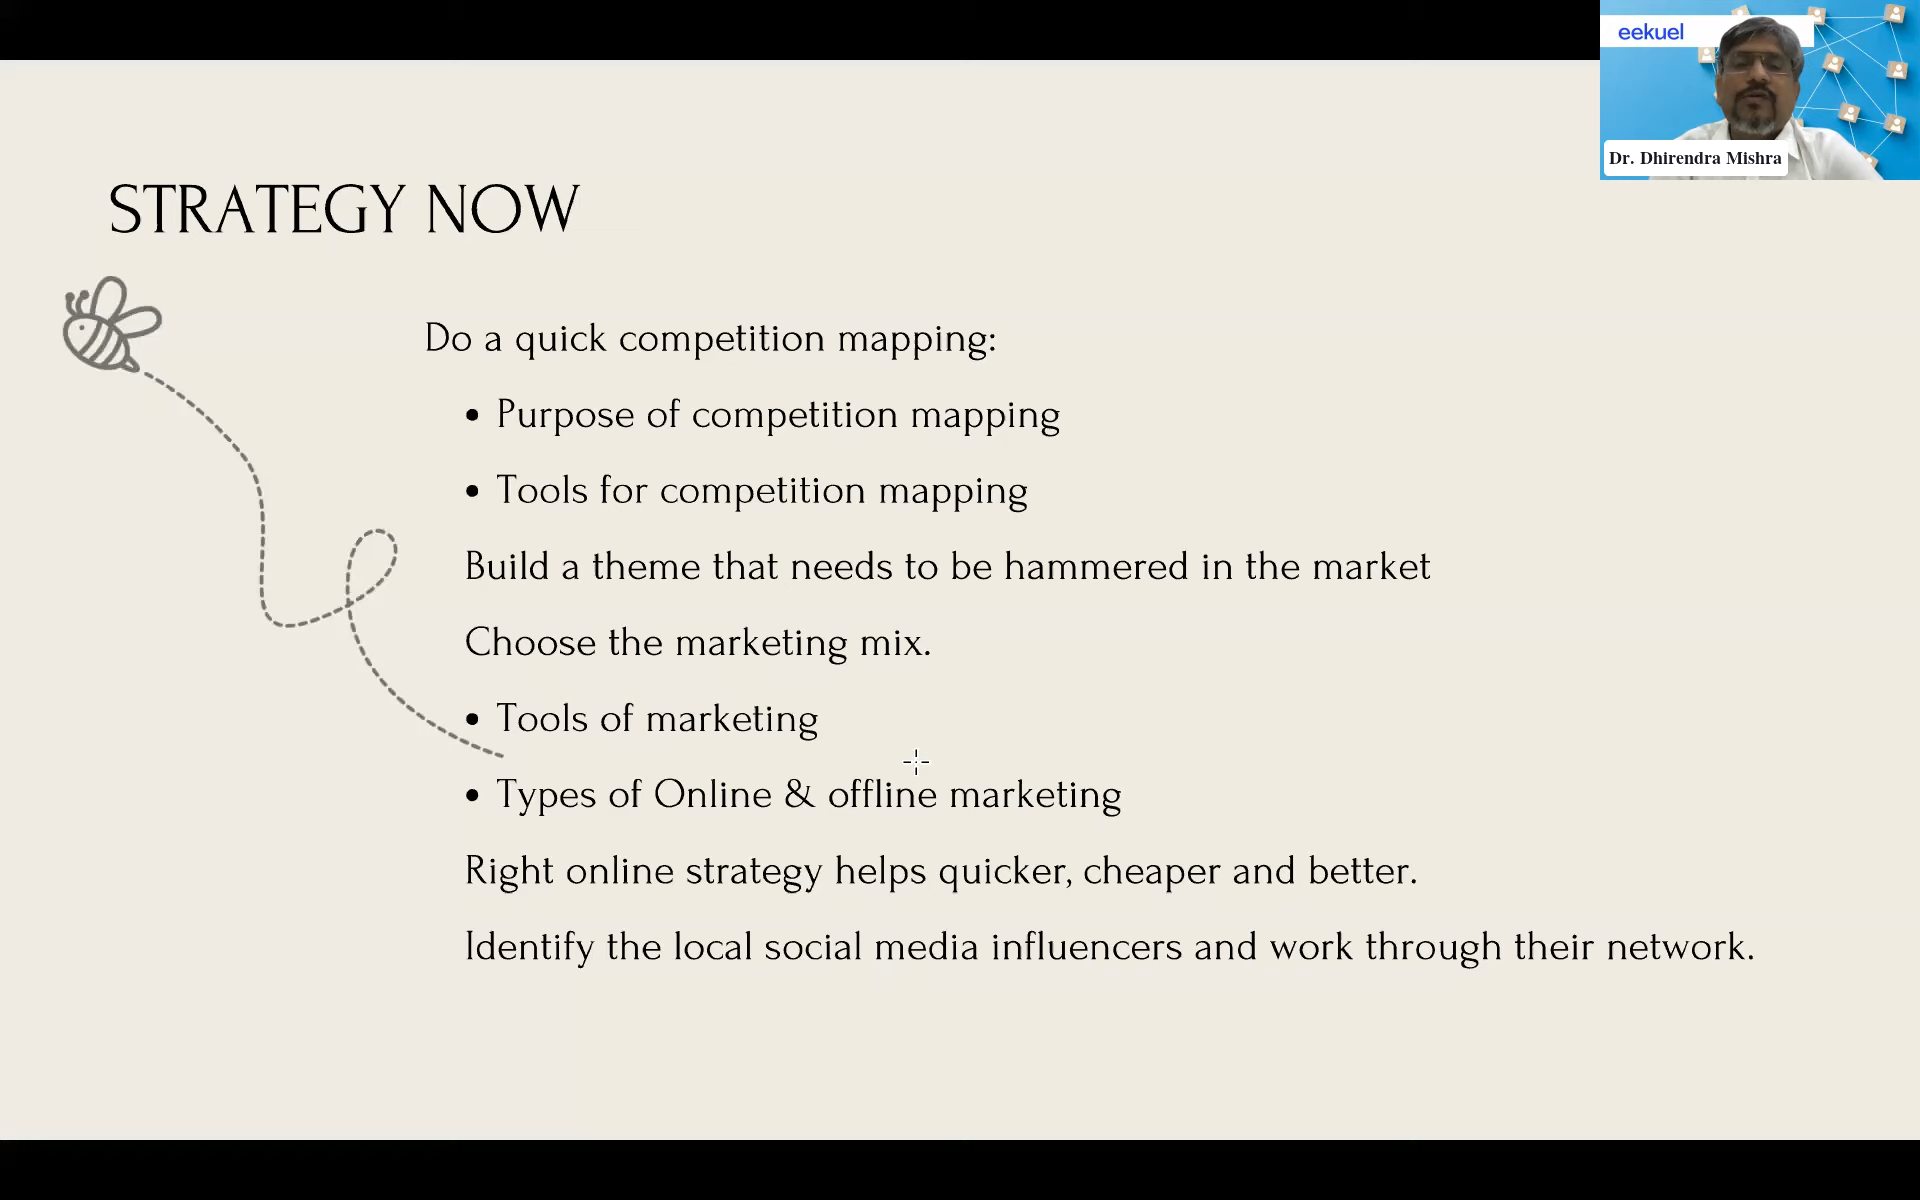 eekuel
Dr. Dhirendra Mishra
STRATEGY NOW
Do a quick competition mapping:
• Purpose of competition mapping
• Tools for competition mapping
Build a theme that needs to be hammered in the market
Choose the marketing mix.
• Tools of marketing
• Types of Online & offline marketing
Right online strategy helps quicker, cheaper and better.
Identify the local social media influencers and work through their network.